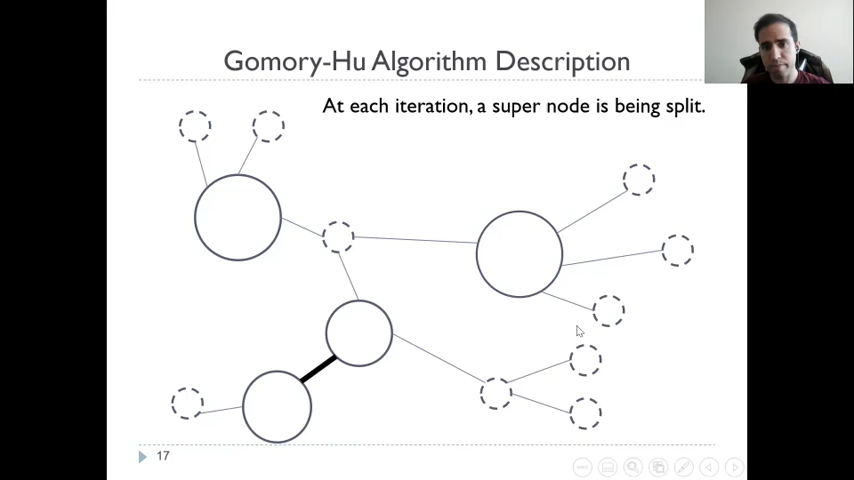 Gomory-Hu Algorithm Description
At each iteration, a super node is being split.
17